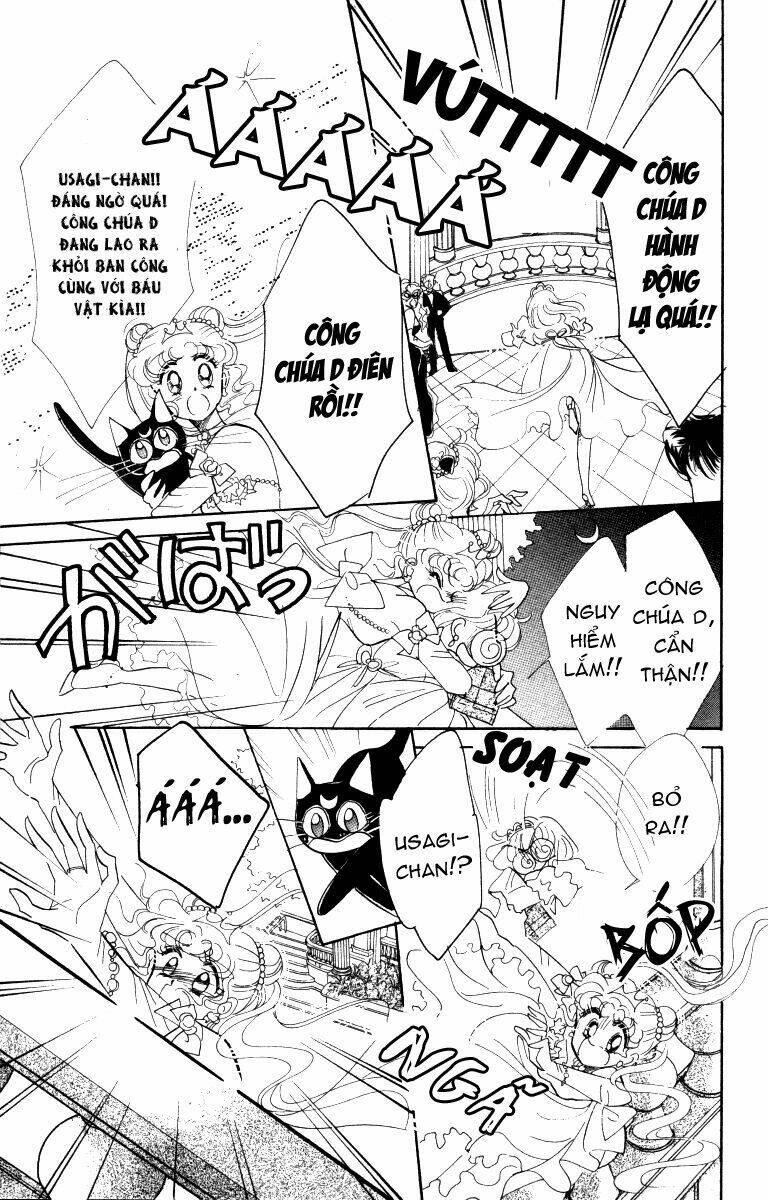 VÚTTTTTT
CÔNG
CHÚA D
HÀNH
ĐỘNG
LẠ QUÁ!!
ÁÁÁÁÁ
CÔNG
CHÚA D ĐIÊN
RỒI!!
USAGI-CHAN!!
ĐÁNG NGỜ QUÁ!
CÔNG CHÚA D
ĐANG LAO RA
KHỎI BAN CÔNG
CÙNG VỚI BÁU
VẬT KÌA!!
CÔNG
CHÚA D,
CẨN
THẬN!!
NGUY
HIỂM
LẮM!!
がばっ
BỎ
RA!!
SOẠT
BỐP
USAGI-
CHAN!?
NGÃ
ÁÁÁ...